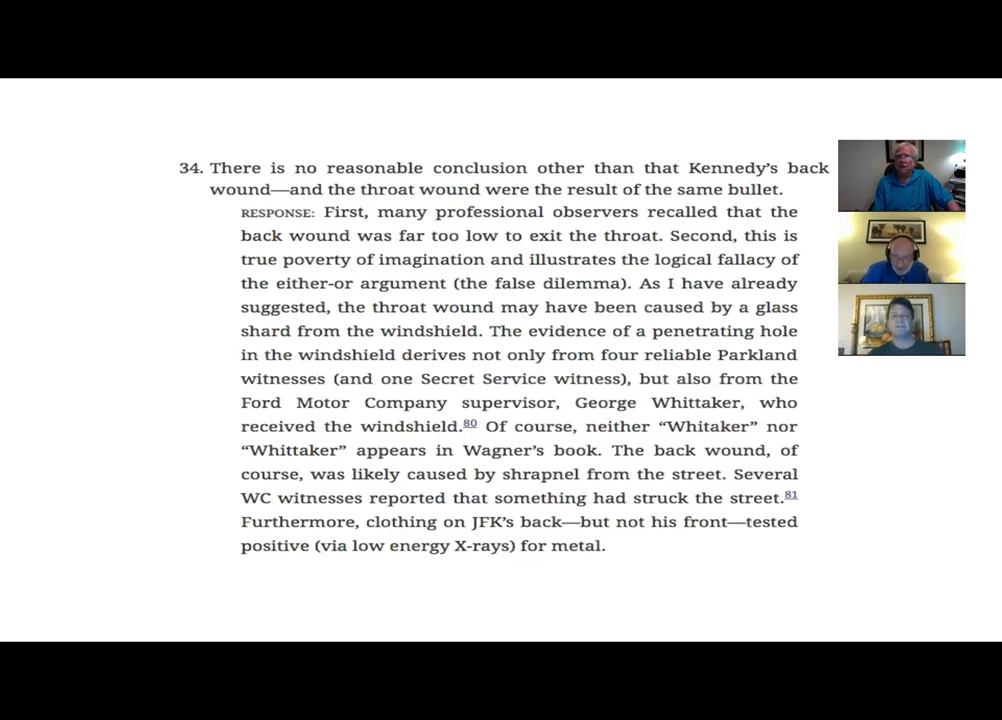 34. There is no reasonable conclusion other than that Kennedy's back
wound—and the throat wound were the result of the same bullet.
RESPONSE: First, many professional observers recalled that the
back wound was far too low to exit the throat. Second, this is
true poverty of imagination and illustrates the logical fallacy of
the either-or argument (the false dilemma). As I have already
suggested, the throat wound may have been caused by a glass
shard from the windshield. The evidence of a penetrating hole
in the windshield derives not only from four reliable Parkland
witnesses (and one Secret Service witness), but also from the
Ford Motor Company supervisor, George Whittaker, who
received the windshield.80 Of course, neither “Whitaker” nor
“Whittaker” appears in Wagner's book. The back wound, of
course, was likely caused by shrapnel from the street. Several
WC witnesses reported that something had struck the street.81
Furthermore, clothing on JFK's back—but not his front—tested
positive (via low energy X-rays) for metal.